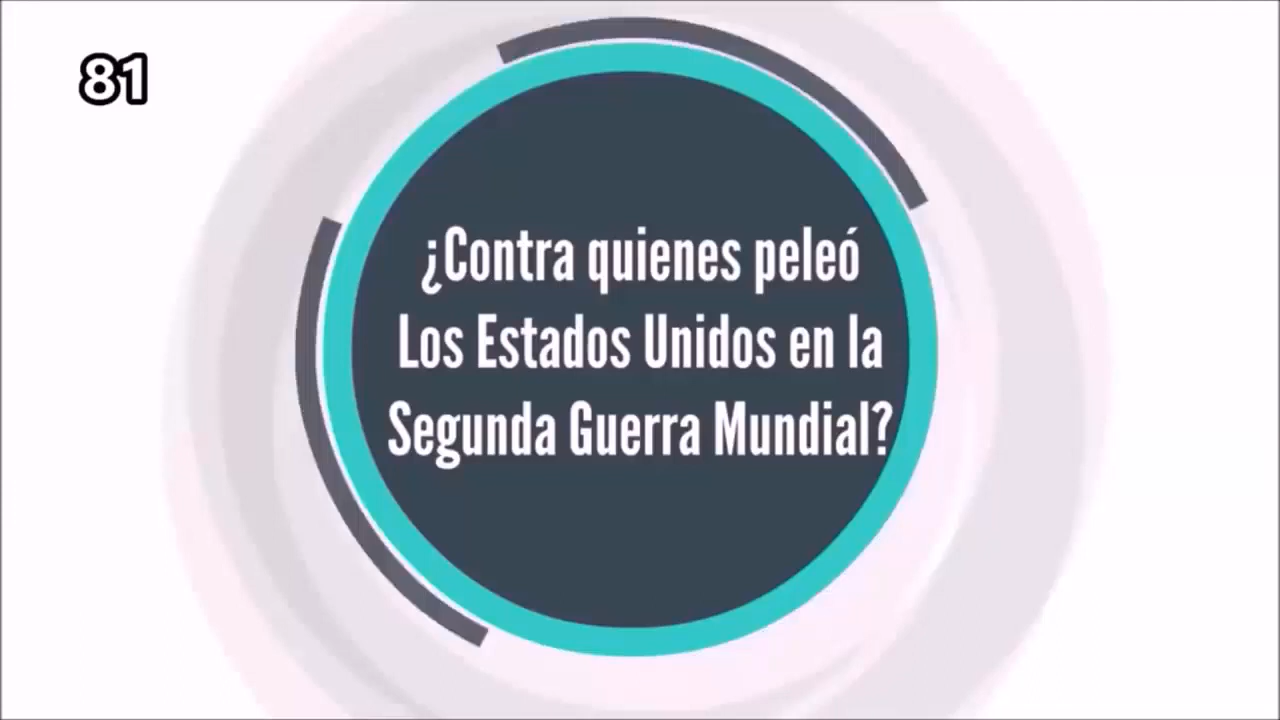 81
¿Contra quienes peleó
Los Estados Unidos en la
Segunda Guerra Mundial?